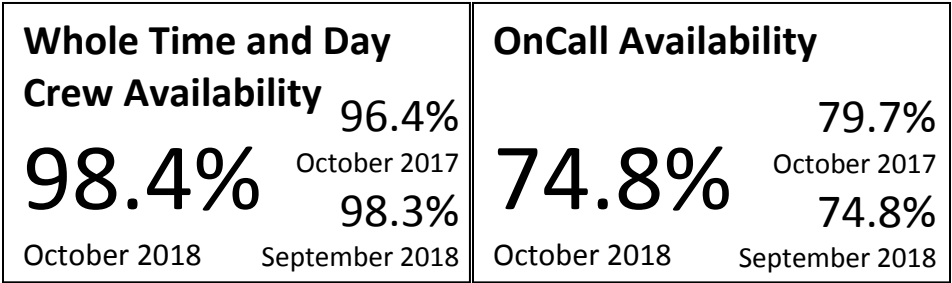 Whole Time and Day
Crew Availability
96.4%
October 2017
98.4%
98.3%
October 2018
September 2018
OnCall Availability
79.7%
October 2017
74.8%
74.8%
October 2018
September 2018